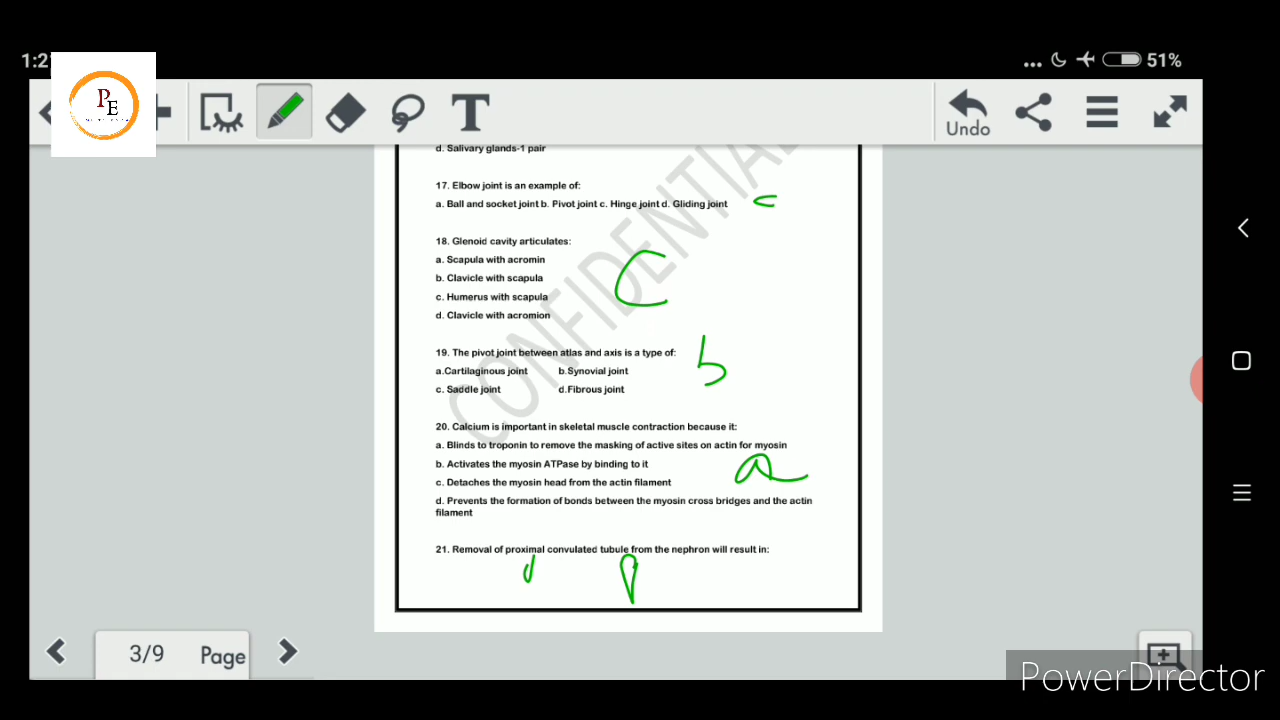 1:2
51%
PE
T
Undo
CONFIDENTIAL
d. Salivary glands-1 pair
17. Elbow joint is an example of:
a. Ball and socket joint b. Pivot joint c. Hinge joint d. Gliding joint
c
18. Glenoid cavity articulates:
a. Scapula with acromin
b. Clavicle with scapula
c. Humerus with scapula
d. Clavicle with acromion
C
19. The pivot joint between atlas and axis is a type of:
a.Cartilaginous joint b.Synovial joint
c. Saddle joint d.Fibrous joint
b
20. Calcium is important in skeletal muscle contraction because it:
a. Blinds to troponin to remove the masking of active sites on actin for myosin
b. Activates the myosin ATPase by binding to it
c. Detaches the myosin head from the actin filament
d. Prevents the formation of bonds between the myosin cross bridges and the actin
filament
a
21. Removal of proximal convulated tubule from the nephron will result in:
3/9 Page
PowerDirector